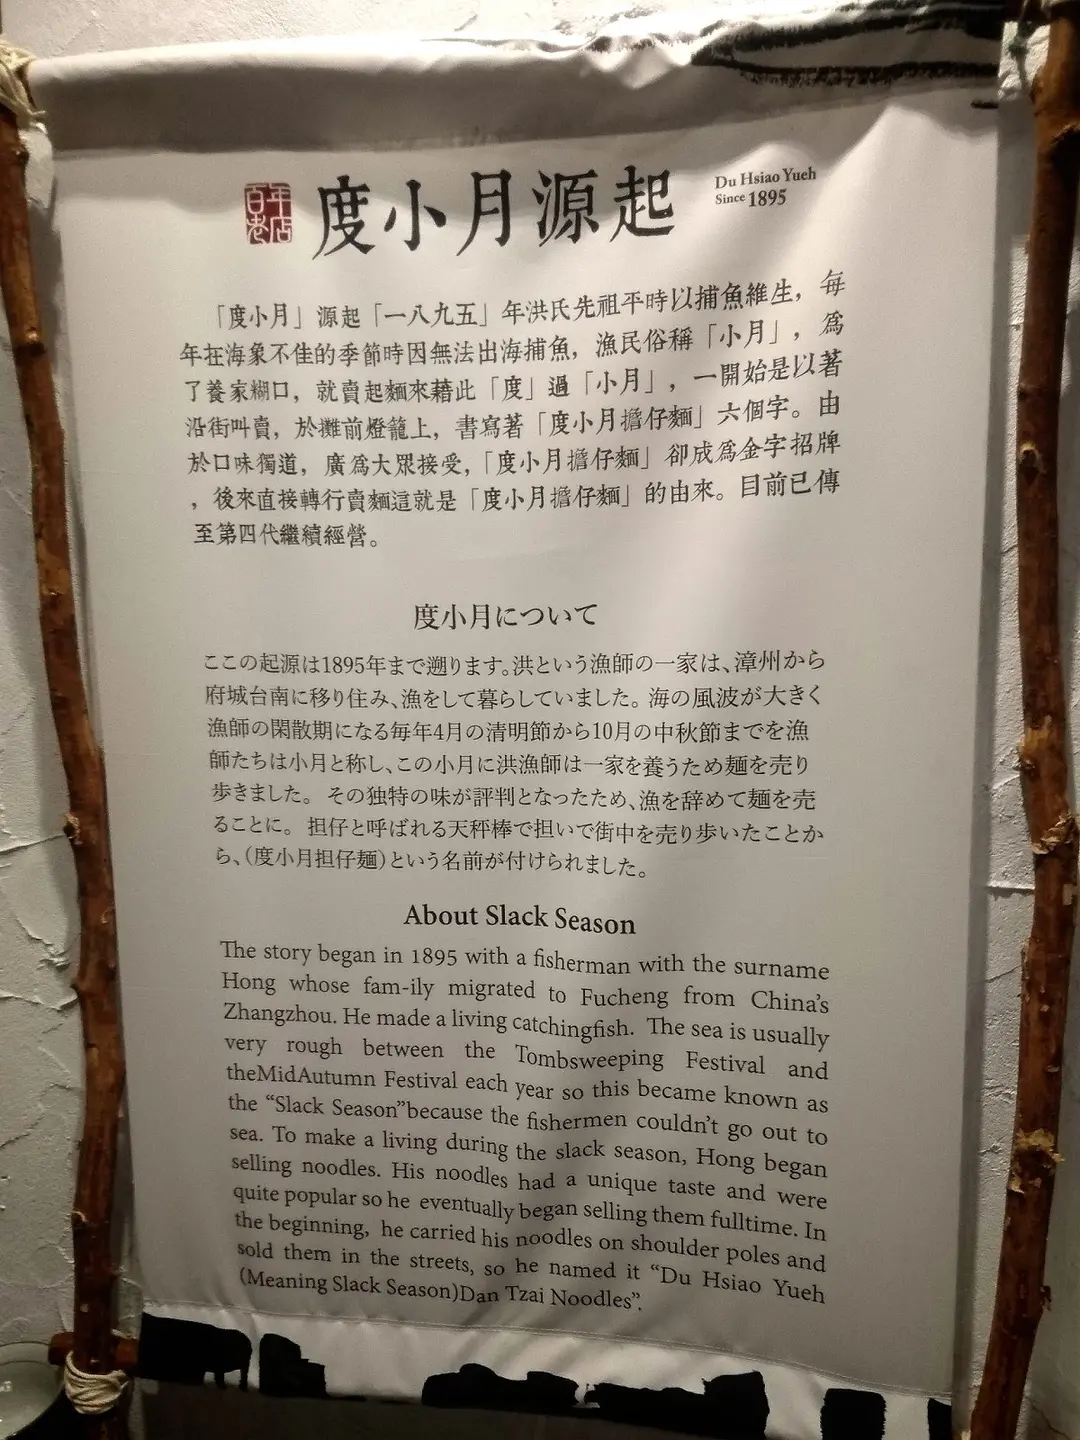 百年老店
度小月源起
Du Hsiao Yueh
Since 1895
「度小月」源起「一八九五」年洪氏先祖平時以捕魚維生，每
年在海象不佳的季節時因無法出海捕魚，漁民俗稱「小月」，為
了養家糊口，就賣起麵來藉此「度」過「小月」，一開始是以著
沿街叫賣，於攤前燈籠上，書寫著「度小月擔仔麵」六個字。由
於口味獨道，廣為大眾接受，「度小月擔仔麵」卻成為金字招牌
，後來直接轉行賣麵這就是「度小月擔仔麵」的由來。目前已傳
至第四代繼續經營。
度小月について
ここの起源は1895年まで遡ります。洪という漁師の一家は、漳州から
府城台南に移り住み、漁をして暮らしていました。海の風波が大きく
漁師の閑散期になる毎年4月の清明節から10月の中秋節までを漁
師たちは小月と称し、この小月に洪漁師は一家を養うため麺を売り
歩きました。 その独特の味が評判となったため、漁を辞めて麺を売
ることに。 担仔と呼ばれる天秤棒で担いで街中を売り歩いたことか
ら、（度小月担仔麺）という名前が付けられました。
About Slack Season
The story began in 1895 with a fisherman with the surname
Hong whose fam-ily migrated to Fucheng from China's
Zhangzhou. He made a living catchingfish. The sea is usually
very rough between the Tombsweeping Festival and
theMidAutumn Festival each year so this became known as
the “Slack Season”because the fishermen couldn't go out to
sea. To make a living during the slack season, Hong began
selling noodles. His noodles had a unique taste and were
quite popular so he eventually began selling them fulltime. In
the beginning, he carried his noodles on shoulder poles and
sold them in the streets, so he named it “Du Hsiao Yueh
(Meaning Slack Season)Dan Tzai Noodles”.